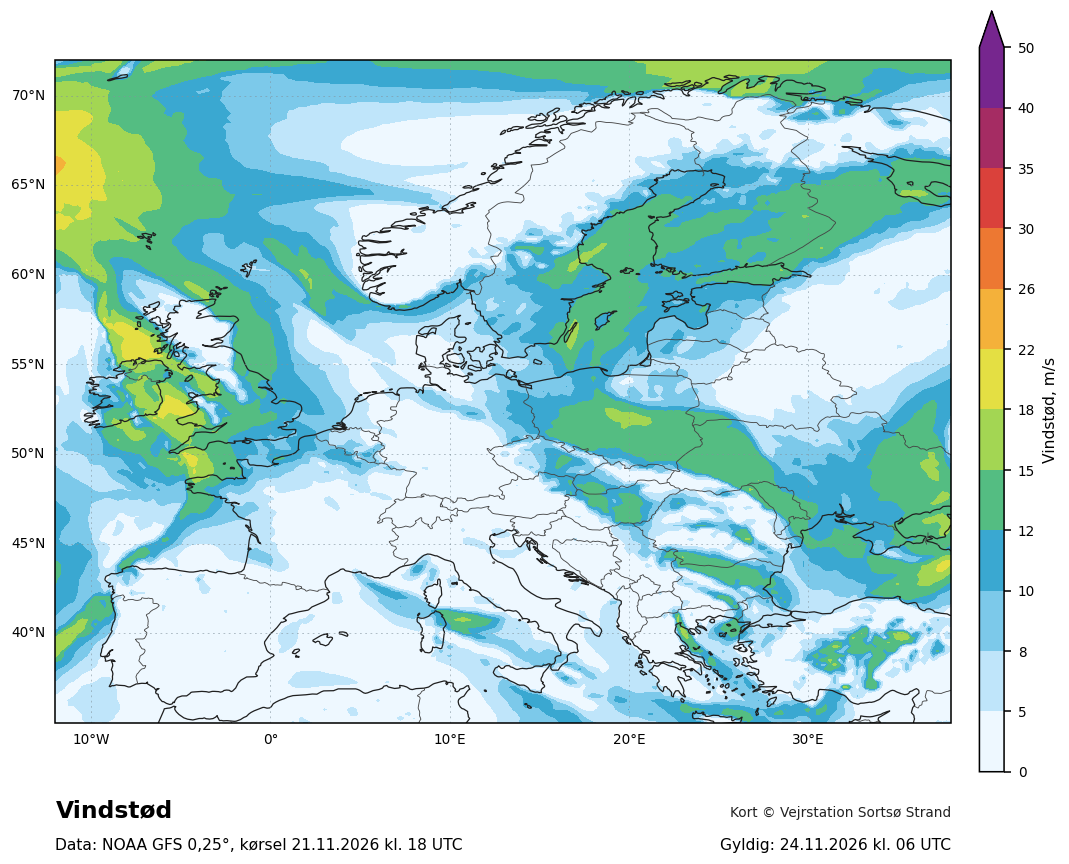 50
40
35
30
26
22
18
15
12
10
8
5
0
Vindstød, m/s
70°N
65°N
60°N
55°N
50°N
45°N
40°N
10°W
0°
10°E
20°E
30°E
Vindstød
Kort © Vejrstation Sortsø Strand
Data: NOAA GFS 0,25°, kørsel 21.11.2026 kl. 18 UTC
Gyldig: 24.11.2026 kl. 06 UTC